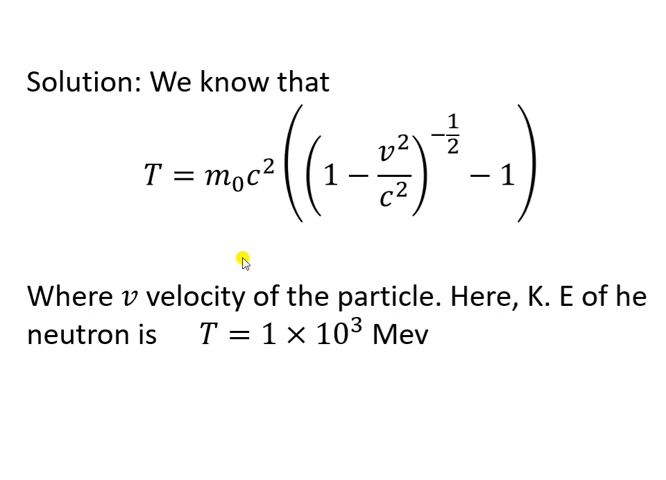 Solution: We know that
T = m₀c² ( (1 − v²/c²)^(−1/2) − 1 )
Where v velocity of the particle. Here, K. E of he
neutron is T = 1 × 10³ Mev